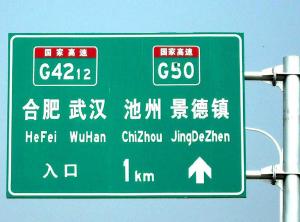 国家高速 国家高速
G4212 G50
合肥 武汉 池州 景德镇
HeFei WuHan ChiZhou JingDeZhen
入口 1km